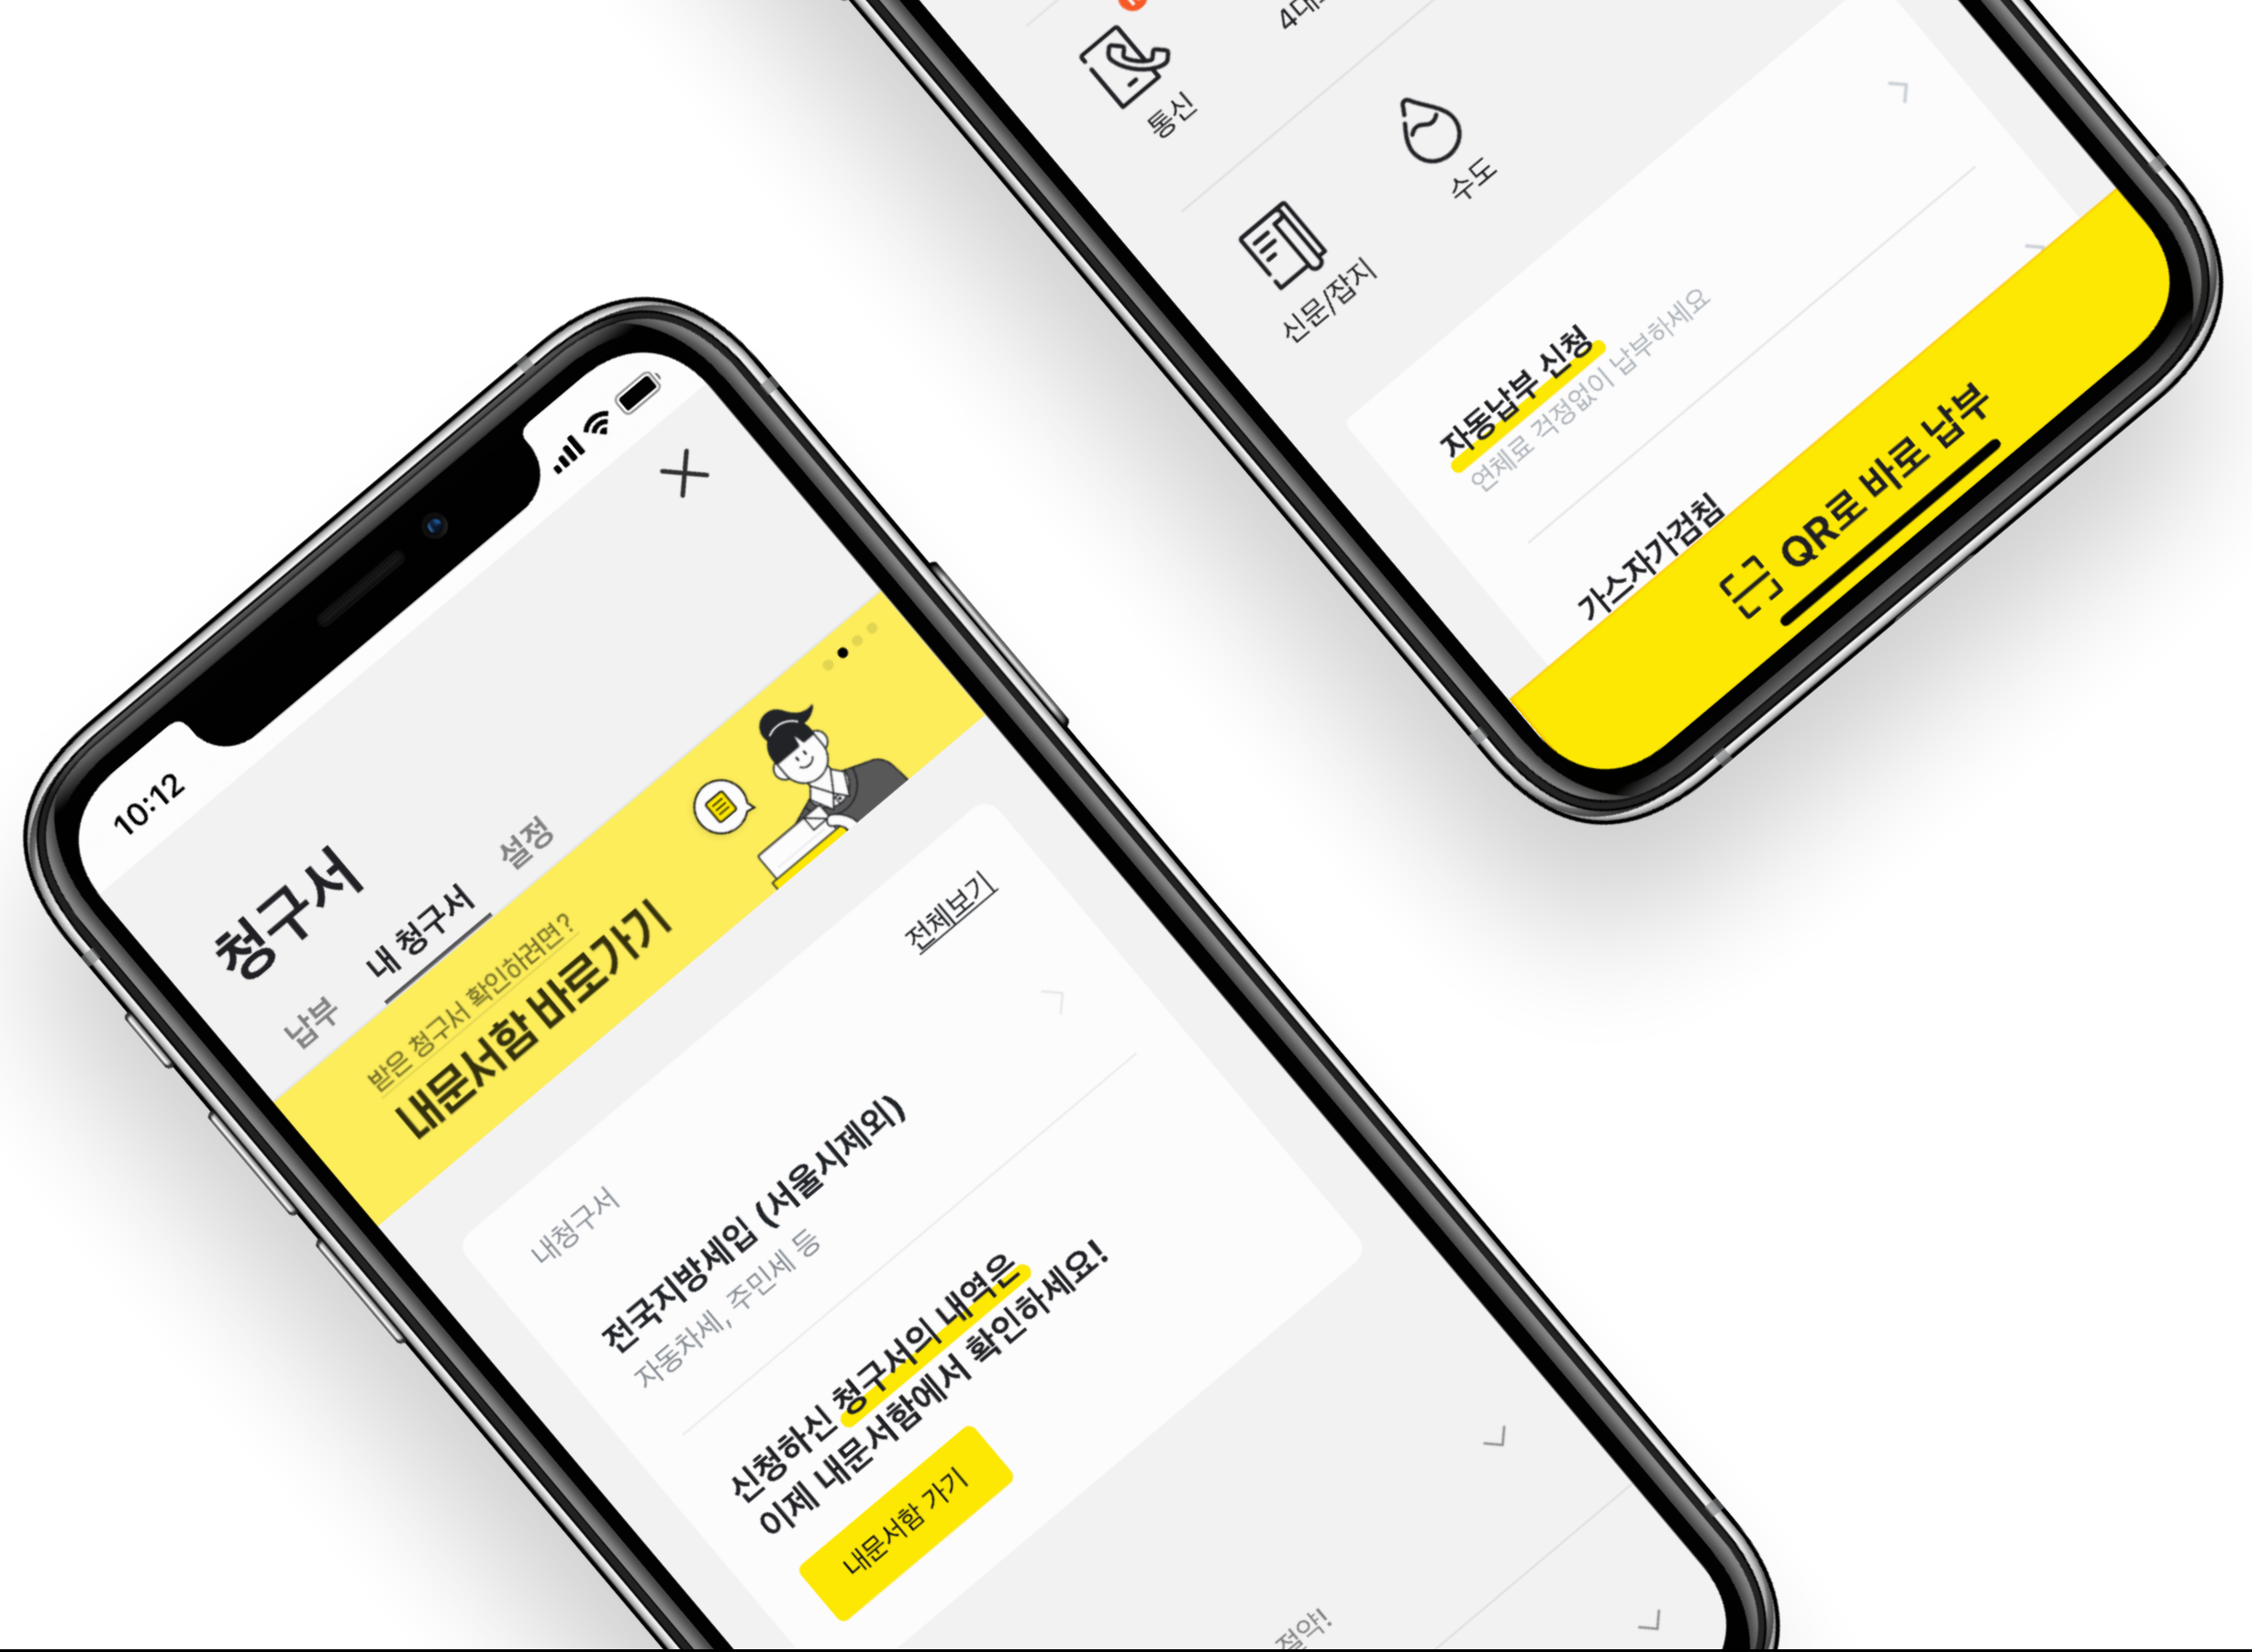 10:12
청구서
납부
내 청구서
설정
받은 청구서 확인하려면?
내문서함 바로가기
내청구서
전체보기
전국지방세입 (서울시제외)
자동차세, 주민세 등
신청하신 청구서의 내역은
이제 내문서함에서 확인하세요!
내문서함 가기
절약!
통신
수도
신문/잡지
자동납부 신청
연체료 걱정없이 납부하세요
가스자가검침
QR로 바로 납부